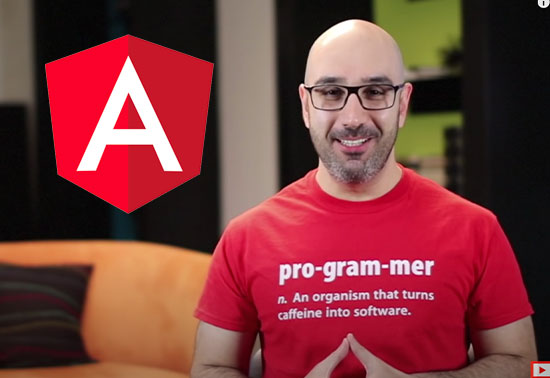 A
pro-gram-mer
n. An organism that turns
caffeine into software.